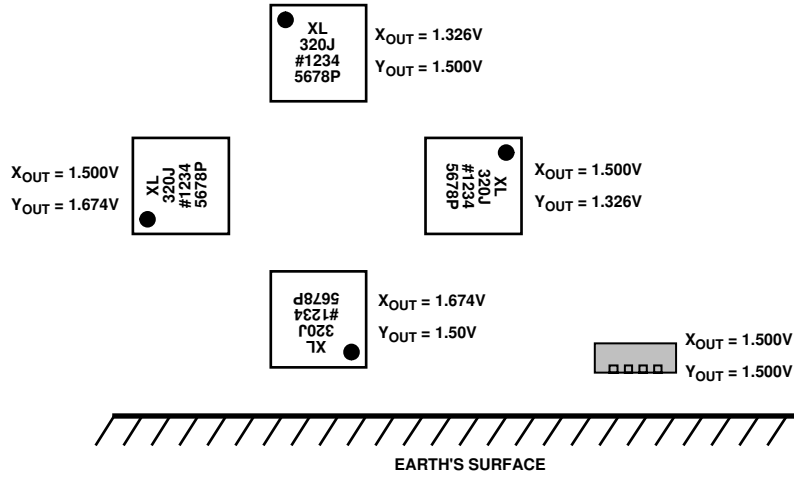 XL
320J
#1234
5678P
XOUT = 1.326V
YOUT = 1.500V
XOUT = 1.500V
YOUT = 1.674V
XL
320J
#1234
5678P
XL
320J
#1234
5678P
XOUT = 1.500V
YOUT = 1.326V
XL
320J
#1234
5678P
XOUT = 1.674V
YOUT = 1.50V
XOUT = 1.500V
YOUT = 1.500V
EARTH'S SURFACE